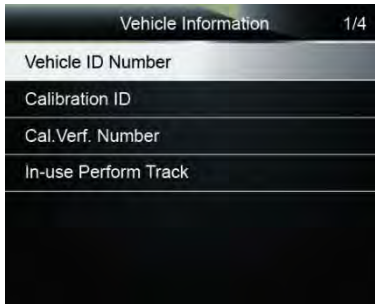 Vehicle Information 1/4
Vehicle ID Number
Calibration ID
Cal.Verf. Number
In-use Perform Track